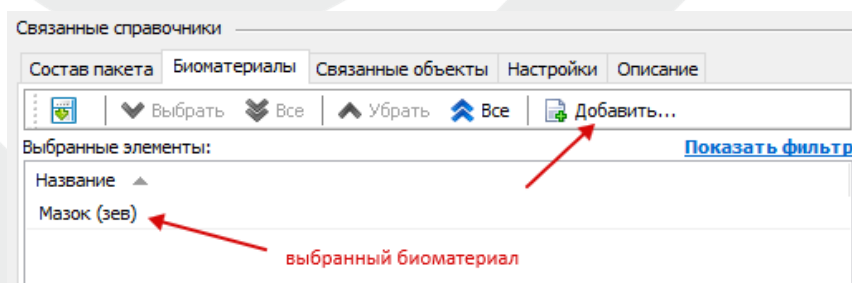 Связанные справочники
Состав пакета Биоматериалы Связанные объекты Настройки Описание
Выбрать Все Убрать Все Добавить...
Выбранные элементы: Показать фильтр
Название
Мазок (зев)
выбранный биоматериал